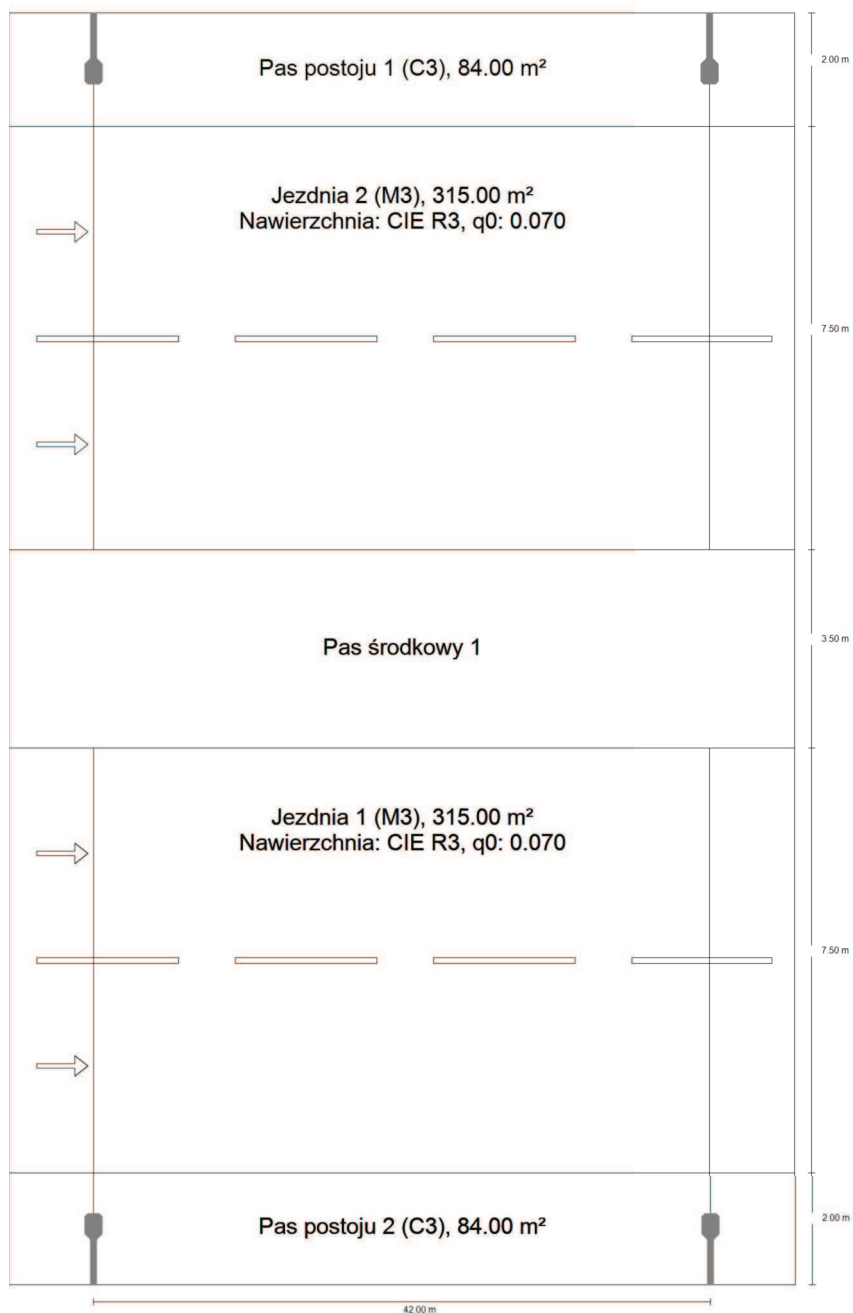 Pas postoju 1 (C3), 84.00 m²
2.00 m
Jezdnia 2 (M3), 315.00 m²
Nawierzchnia: CIE R3, q0: 0.070
7.50 m
Pas środkowy 1
3.50 m
Jezdnia 1 (M3), 315.00 m²
Nawierzchnia: CIE R3, q0: 0.070
7.50 m
Pas postoju 2 (C3), 84.00 m²
2.00 m
42.00 m